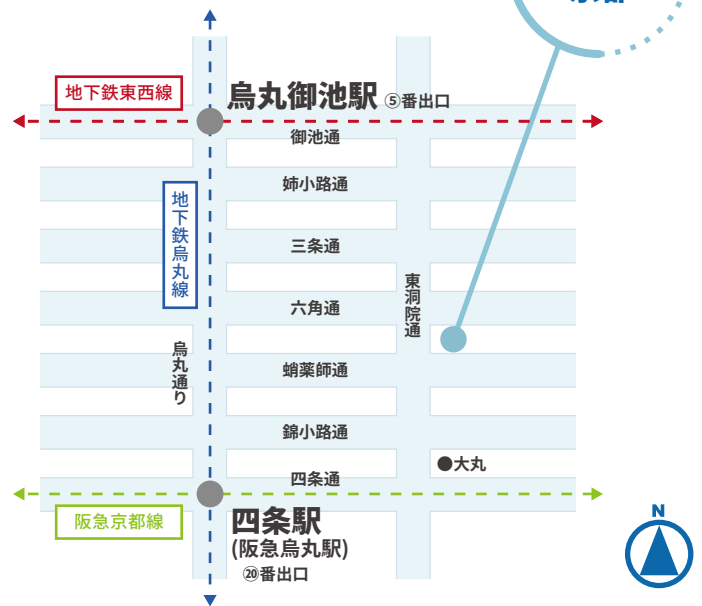 地下鉄東西線
烏丸御池駅 ⑤番出口
御池通
姉小路通
地下鉄烏丸線
三条通
東洞院通
六角通
烏丸通り
蛸薬師通
錦小路通
●大丸
四条通
阪急京都線
四条駅
(阪急烏丸駅)
⑳番出口
N